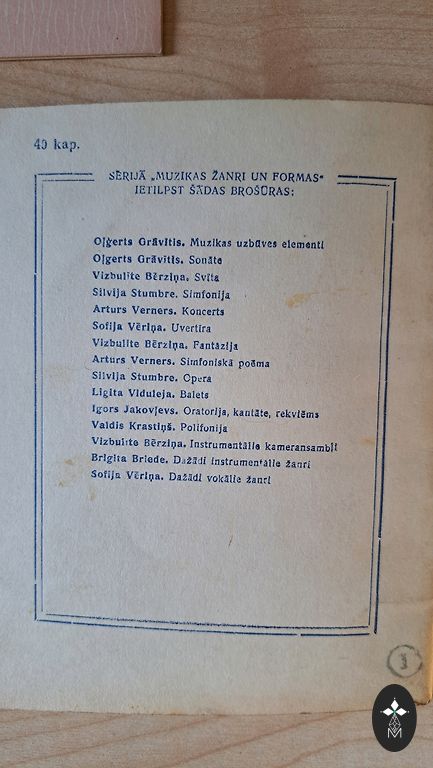 40 kap.
SĒRIJĀ „MUZIKAS ŽANRI UN FORMAS"
IETILPST ŠĀDAS BROŠŪRAS:
Oļģerts Grāvītis. Muzikas uzbūves elementi
Oļģerts Grāvītis. Sonāte
Vizbulīte Bērziņa. Svīta
Silvija Stumbre. Simfonija
Arturs Verners. Koncerts
Sofija Vēriņa. Uvertīra
Vizbulīte Bērziņa. Fantāzija
Arturs Verners. Simfoniskā poēma
Silvija Stumbre. Opera
Ligita Viduleja. Balets
Igors Jakovļevs. Oratorija, kantāte, rekviēms
Valdis Krastiņš. Polifonija
Vizbulīte Bērziņa. Instrumentālie kameransambļi
Brigita Briede. Dažādi instrumentālie žanri
Sofija Vēriņa. Dažādi vokālie žanri
3
M